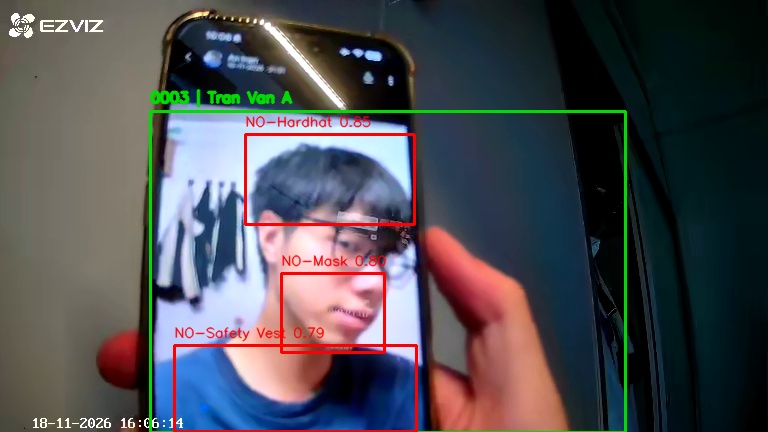 EZVIZ
0003 | Tran Van A
NO-Hardhat 0.85
NO-Mask 0.80
NO-Safety Vest 0.79
18-11-2026 16:06:14